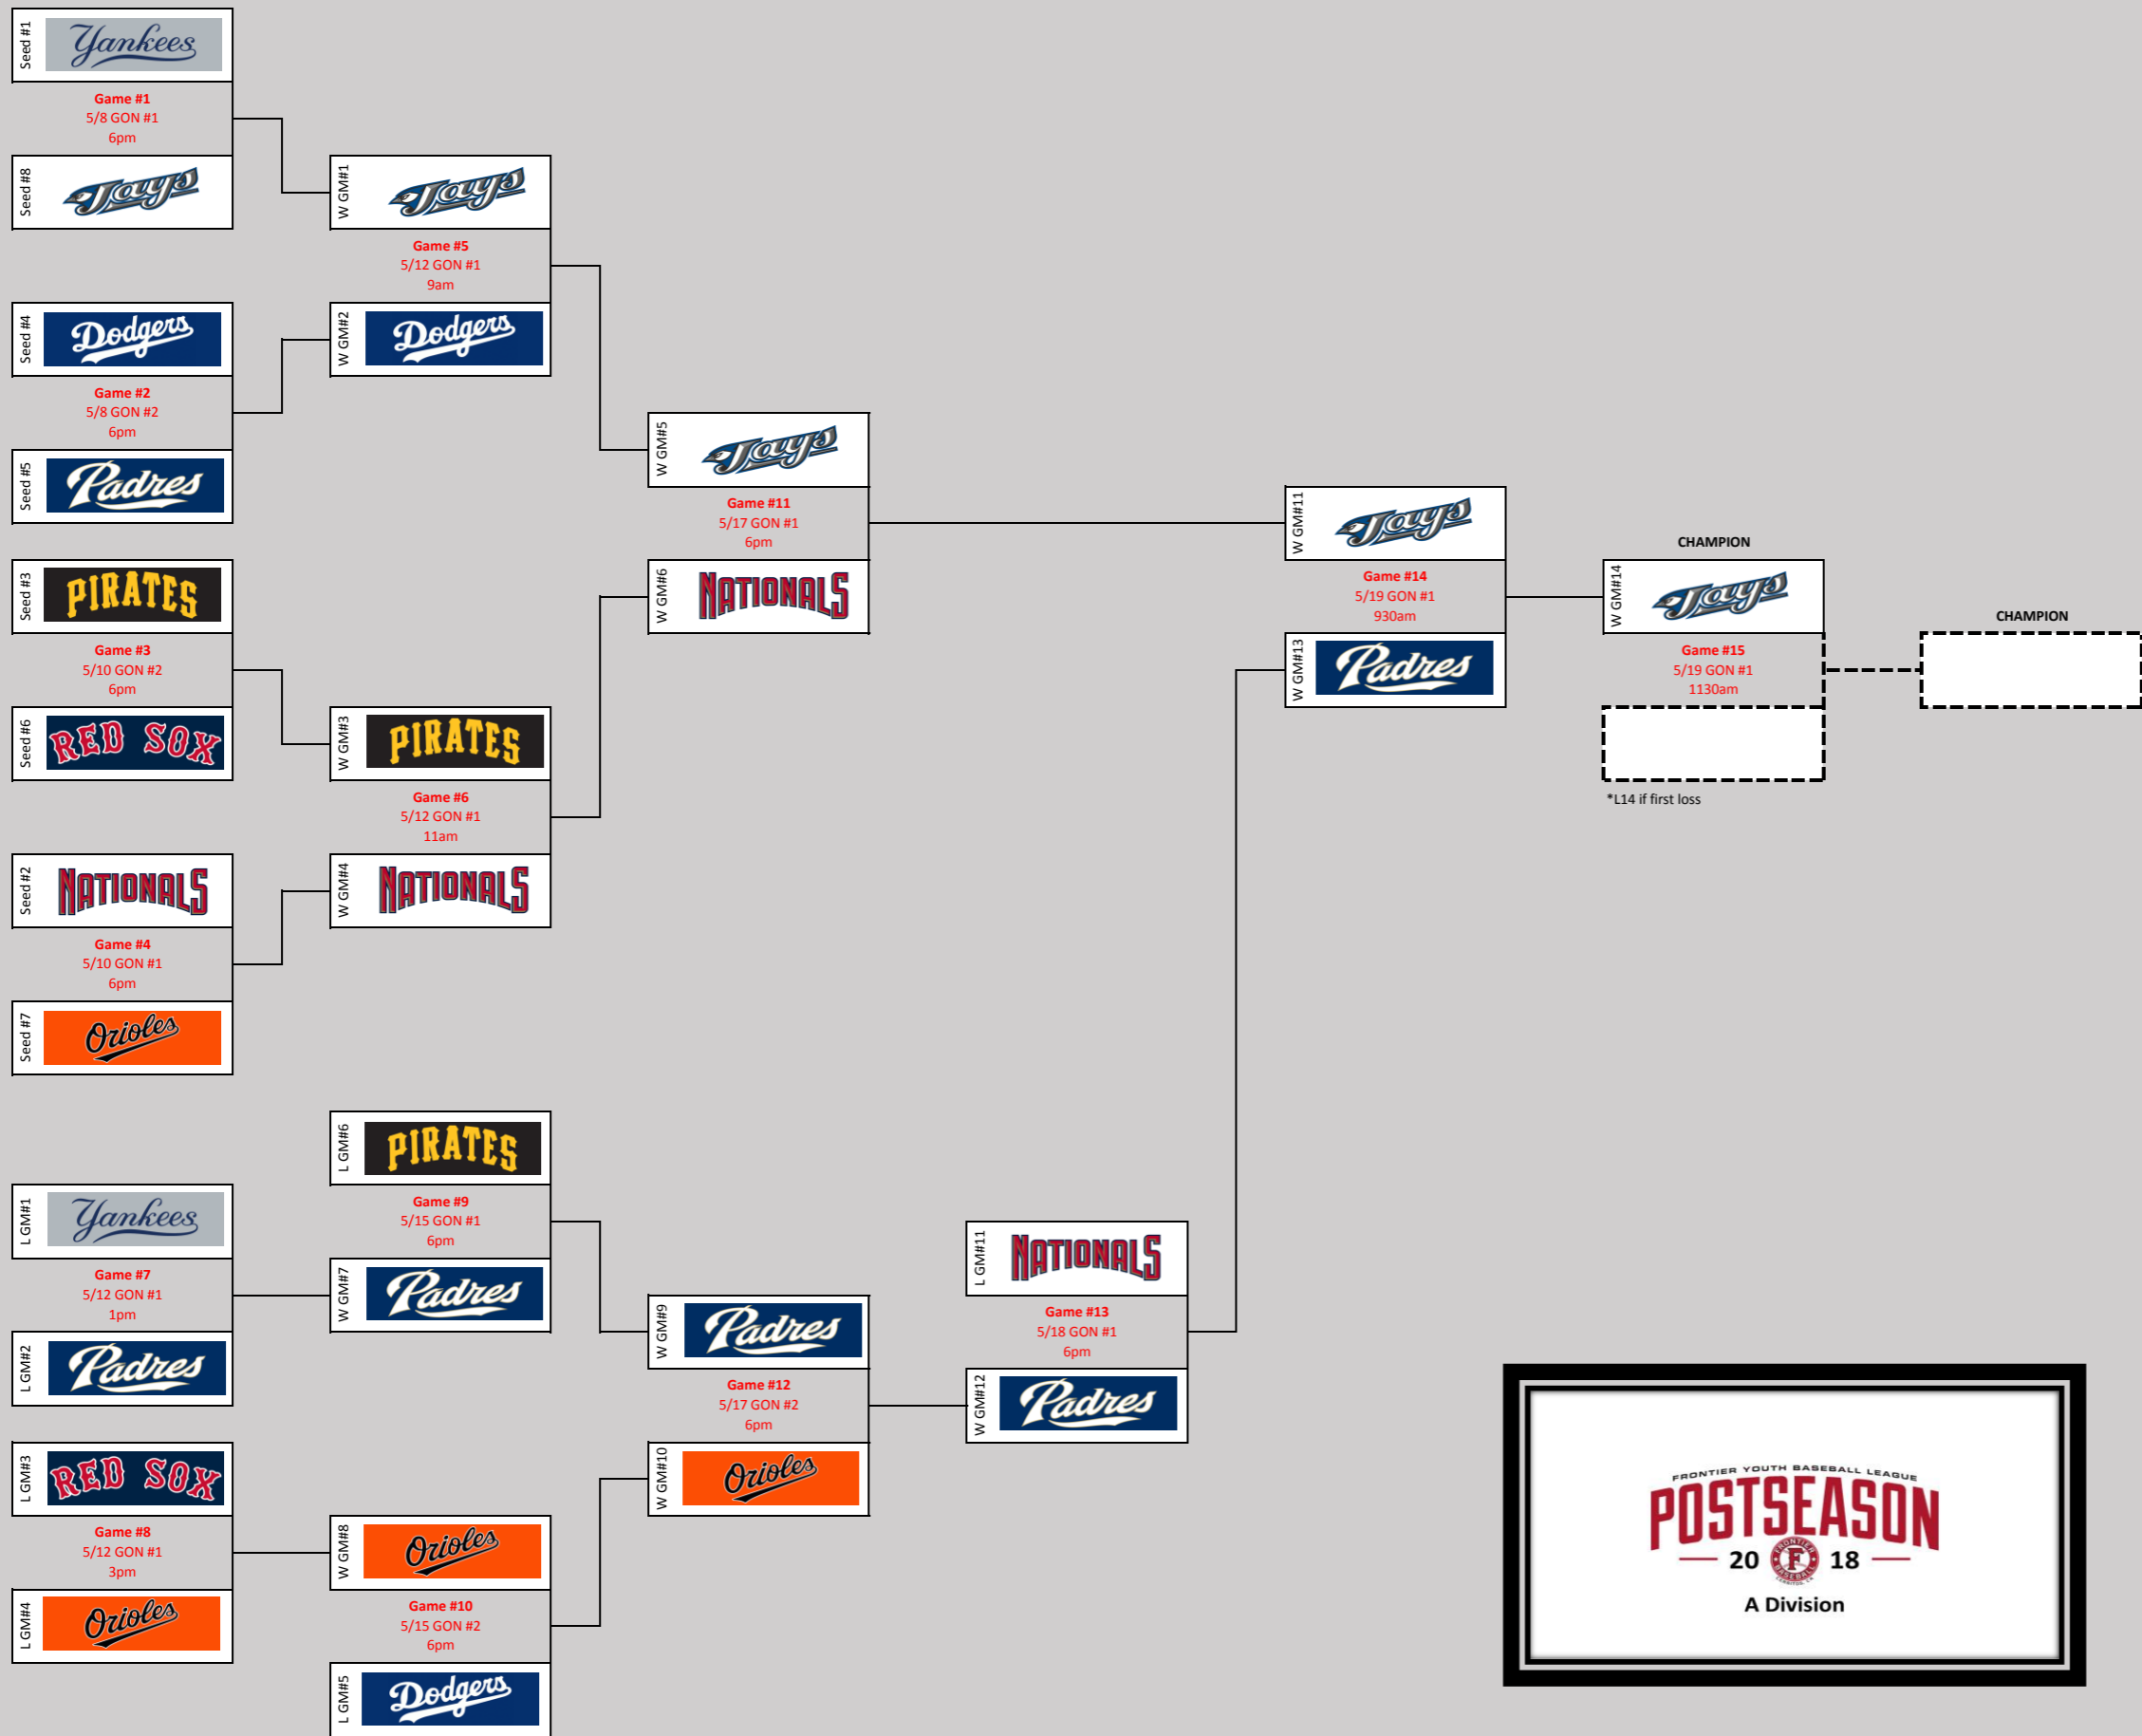 Seed #1
Yankees
Game #1
5/8 GON #1
6pm
Seed #8
Jays
Seed #4
Dodgers
Game #2
5/8 GON #2
6pm
Seed #5
Padres
Seed #3
PIRATES
Game #3
5/10 GON #2
6pm
Seed #6
RED SOX
Seed #2
NATIONALS
Game #4
5/10 GON #1
6pm
Seed #7
Orioles
W GM#1
Jays
Game #5
5/12 GON #1
9am
W GM#2
Dodgers
W GM#3
PIRATES
Game #6
5/12 GON #1
11am
W GM#4
NATIONALS
W GM#5
Jays
Game #11
5/17 GON #1
6pm
W GM#6
NATIONALS
W GM#11
Jays
Game #14
5/19 GON #1
930am
W GM#13
Padres
CHAMPION
W GM#14
Jays
Game #15
5/19 GON #1
1130am
*L14 if first loss
CHAMPION
L GM#1
Yankees
Game #7
5/12 GON #1
1pm
L GM#2
Padres
L GM#3
RED SOX
Game #8
5/12 GON #1
3pm
L GM#4
Orioles
L GM#6
PIRATES
Game #9
5/15 GON #1
6pm
W GM#7
Padres
W GM#8
Orioles
Game #10
5/15 GON #2
6pm
L GM#5
Dodgers
W GM#9
Padres
Game #12
5/17 GON #2
6pm
W GM#10
Orioles
L GM#11
NATIONALS
Game #13
5/18 GON #1
6pm
W GM#12
Padres
FRONTIER YOUTH BASEBALL LEAGUE
POSTSEASON
20 18
FRONTIER
F
BASEBALL
CERRITOS, CA
A Division